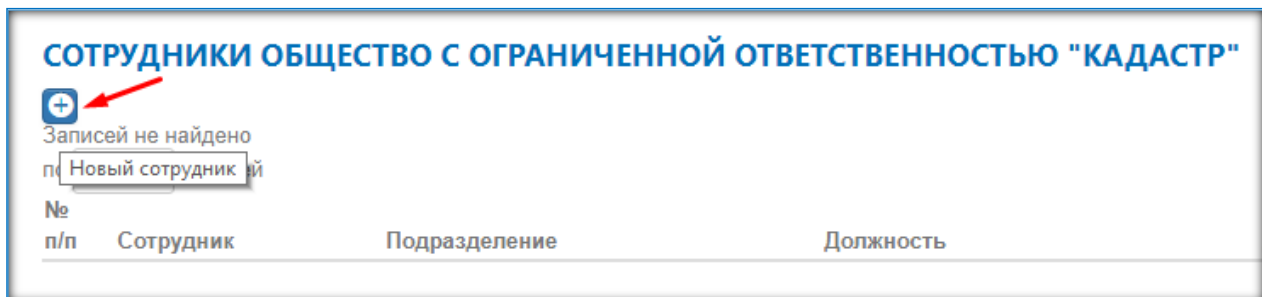 СОТРУДНИКИ ОБЩЕСТВО С ОГРАНИЧЕННОЙ ОТВЕТСТВЕННОСТЬЮ "КАДАСТР"
Записей не найдено
Новый сотрудник
№
п/п Сотрудник Подразделение Должность